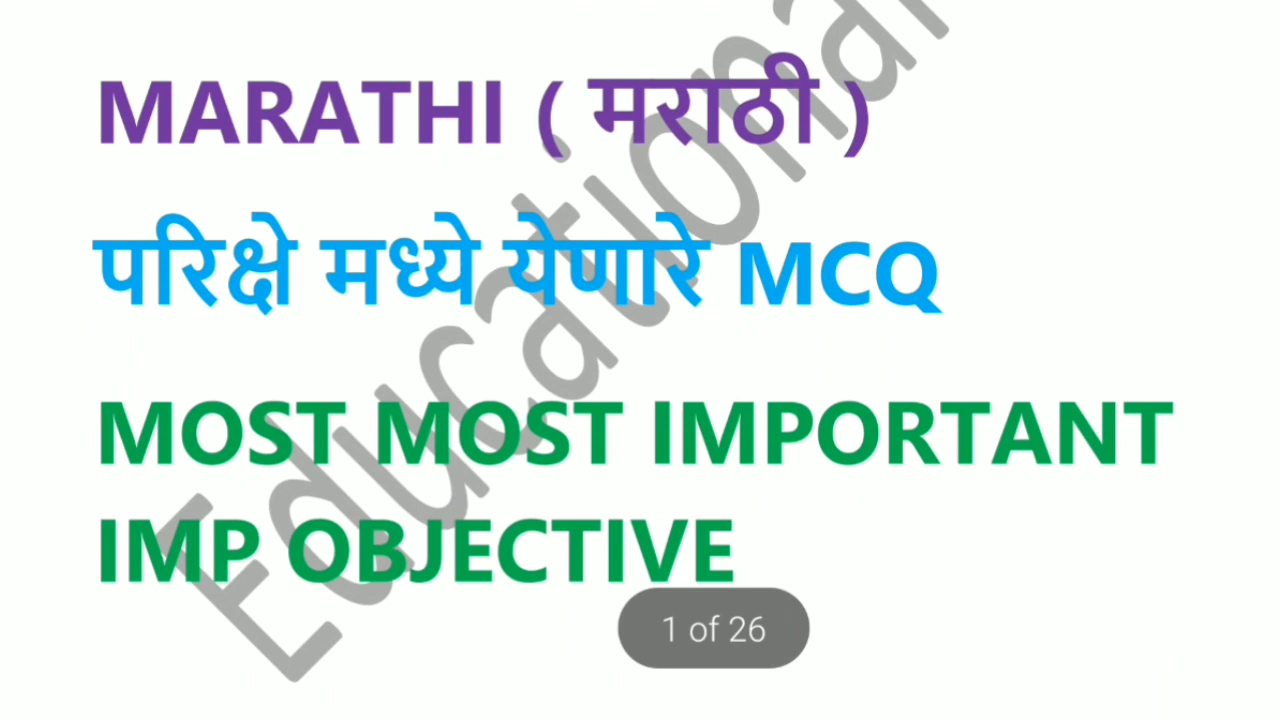 MARATHI ( मराठी )
परिक्षे मध्ये येणारे MCQ
MOST MOST IMPORTANT
IMP OBJECTIVE
1 of 26
Educational